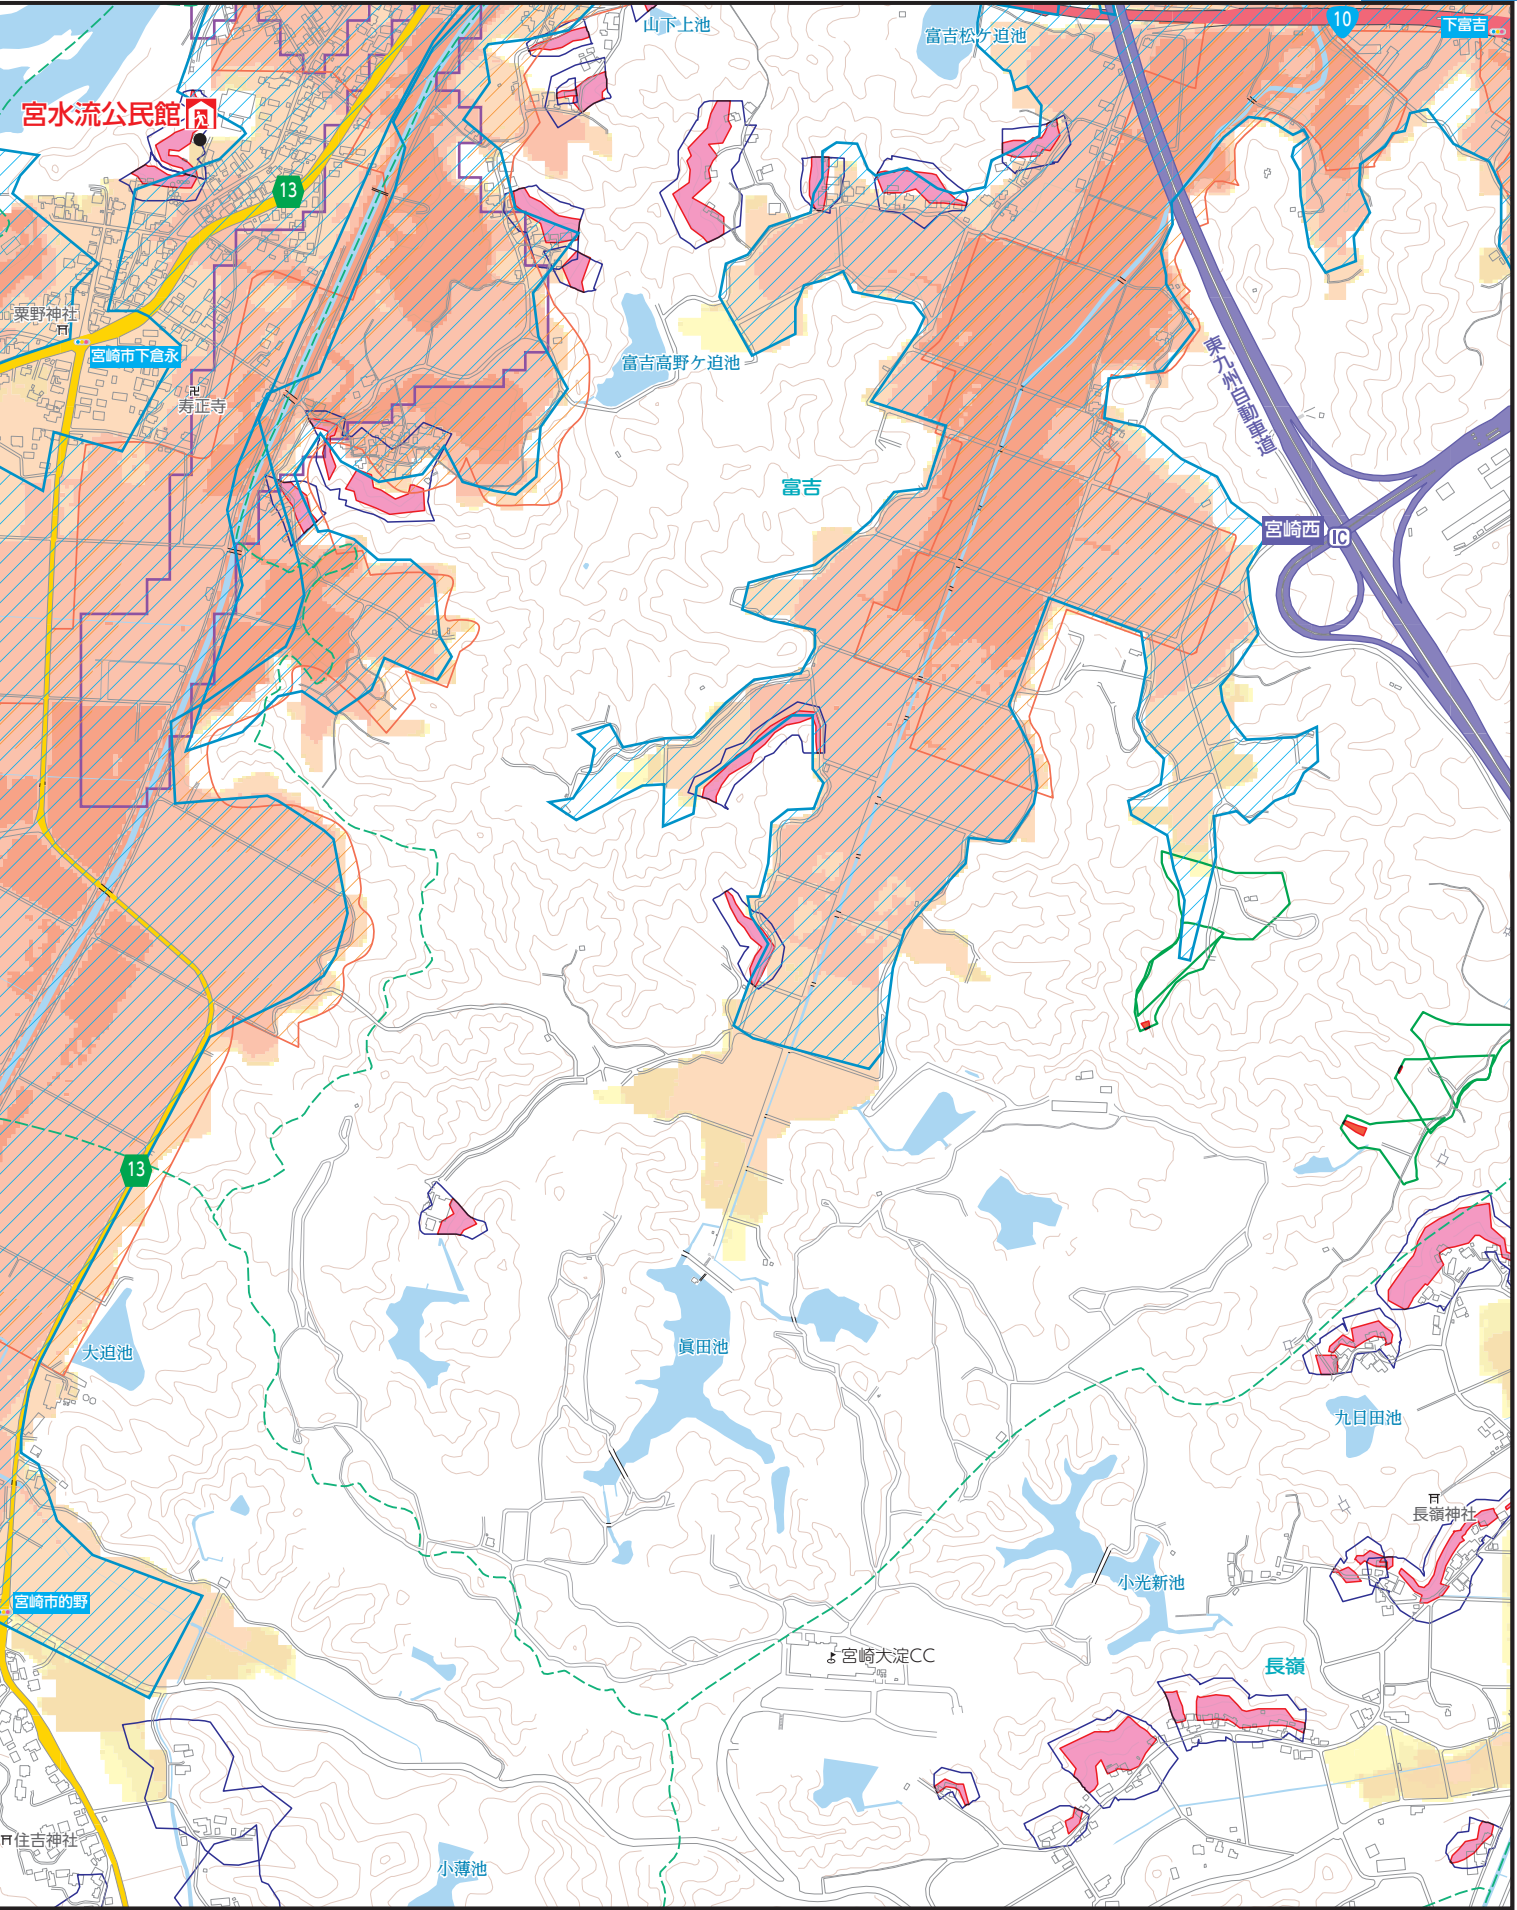 山下上池
富吉松ケ迫池
10
下富吉
宮水流公民館
13
粟野神社
宮崎市下倉永
寿正寺
富吉高野ケ迫池
東九州自動車道
富吉
宮崎西
IC
13
大迫池
眞田池
九日田池
長嶺神社
小光新池
宮崎市的野
宮崎大淀CC
長嶺
住吉神社
小薄池